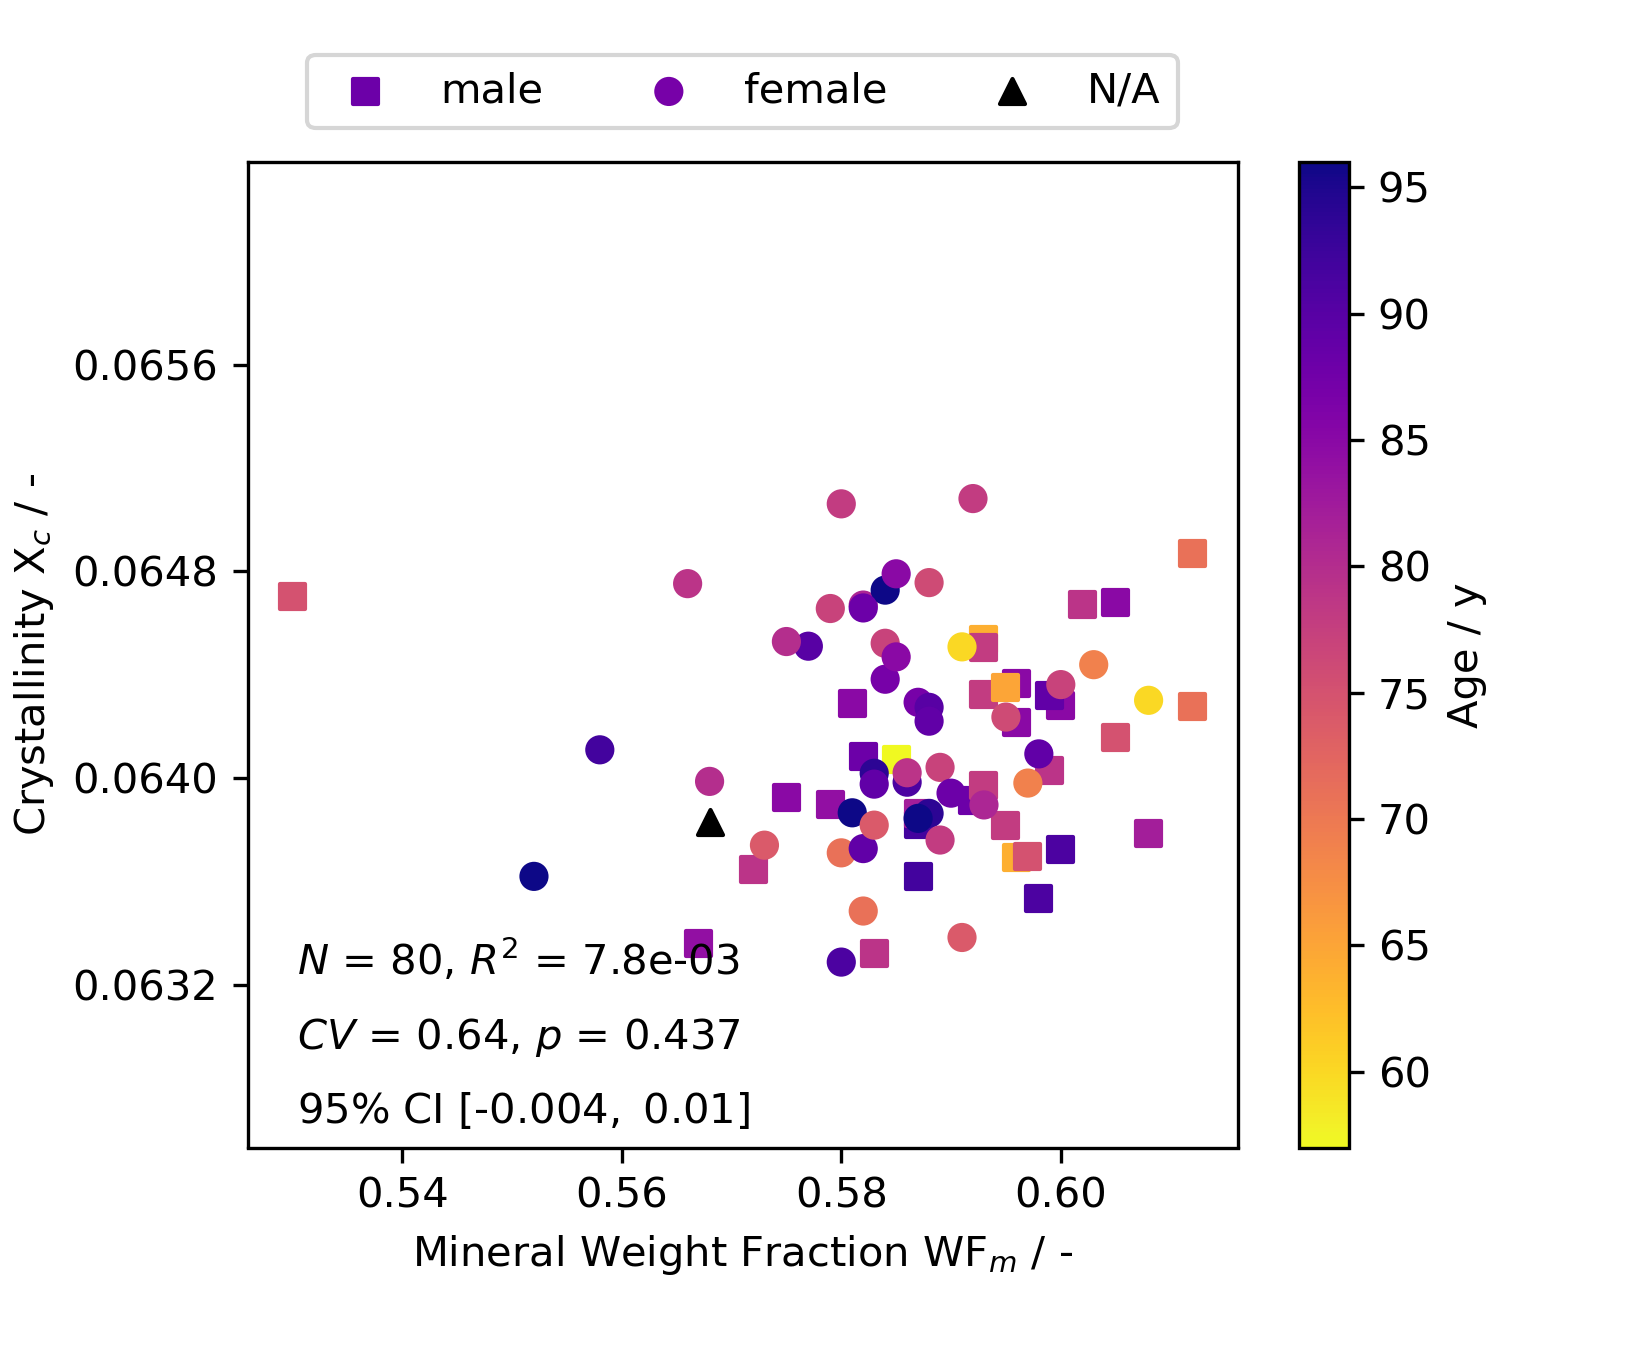 male female N/A
Crystallinity X_c / -
0.0656
0.0648
0.0640
0.0632
N = 80, R² = 7.8e-03
CV = 0.64, p = 0.437
95% CI [-0.004, 0.01]
0.54 0.56 0.58 0.60
Mineral Weight Fraction WF_m / -
95
90
85
80
75
70
65
60
Age / y